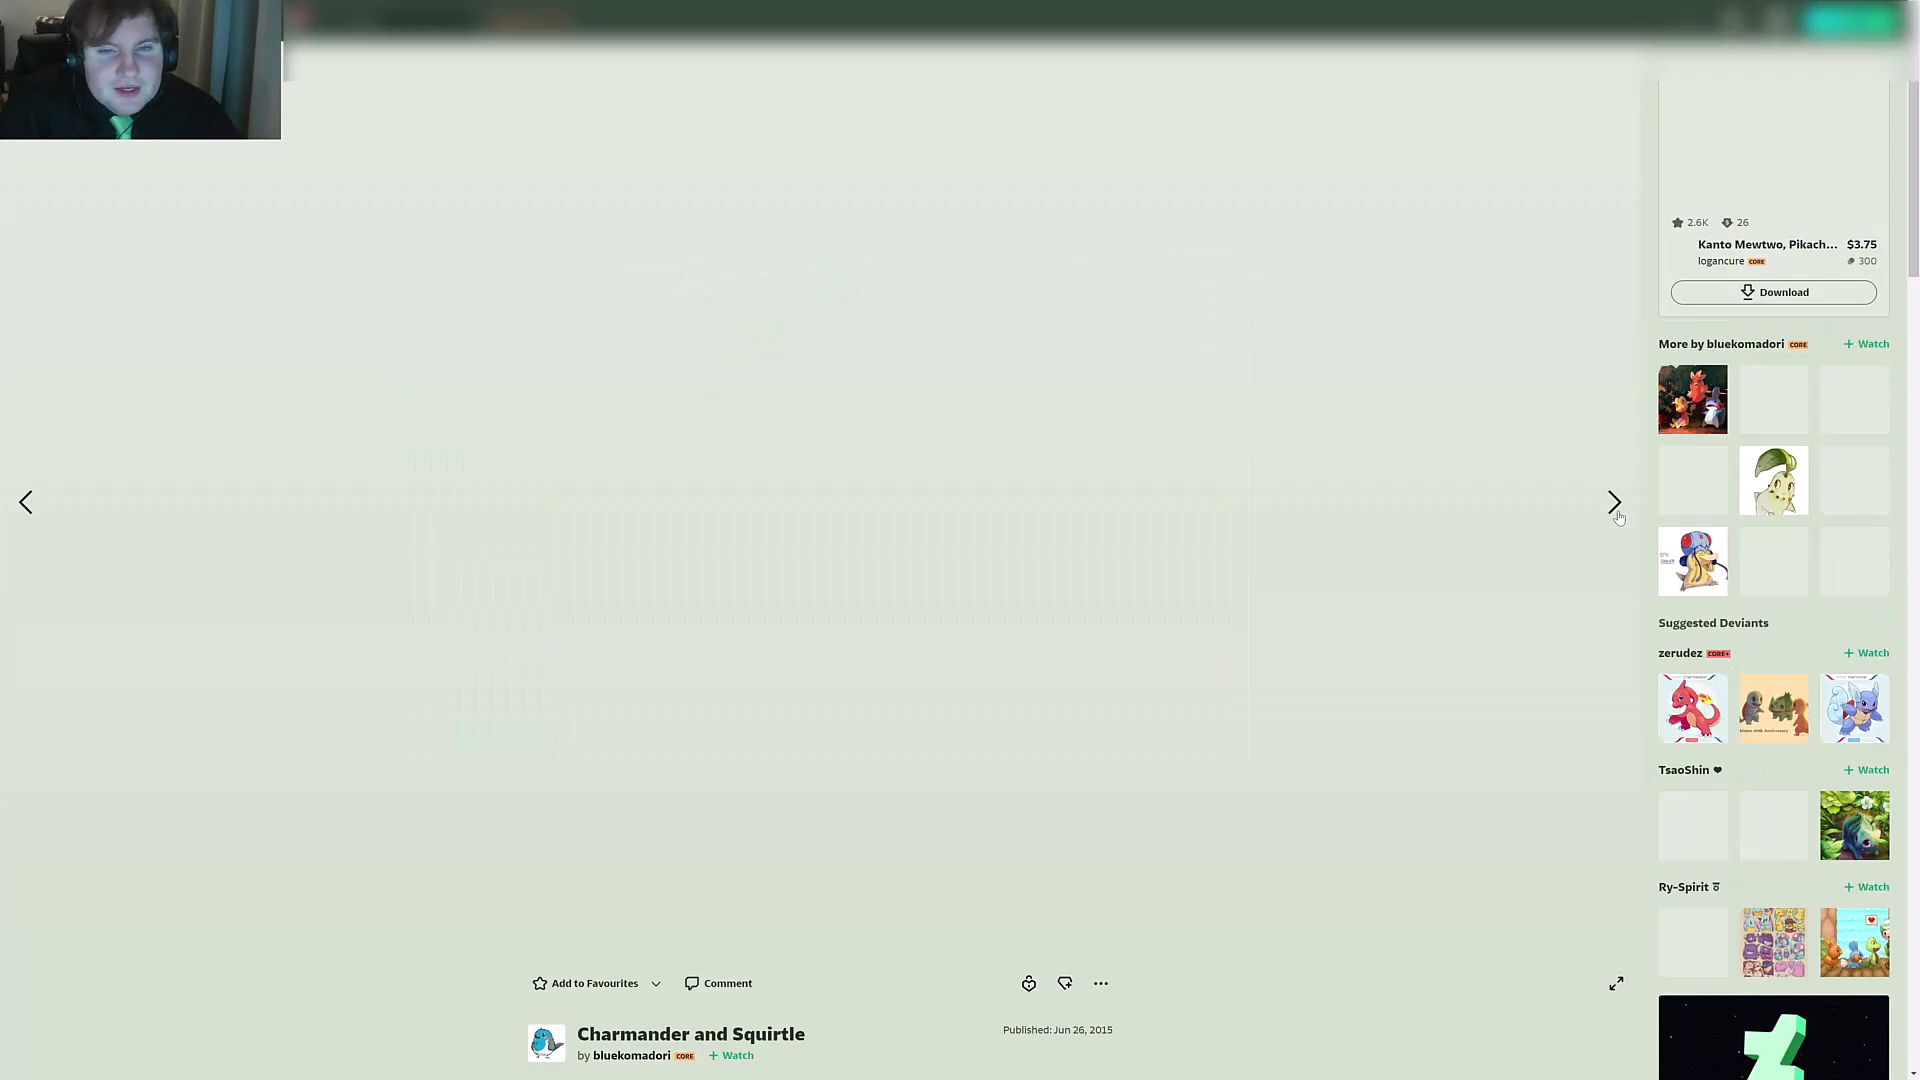 2.6K 26
Kanto Mewtwo, Pikach... $3.75
logancure CORE 300
Download
More by bluekomadori CORE + Watch
Suggested Deviants
zerudez CORE+ + Watch
TsaoShin + Watch
Ry-Spirit + Watch
Add to Favourites Comment
Charmander and Squirtle
Published: Jun 26, 2015
by bluekomadori CORE + Watch